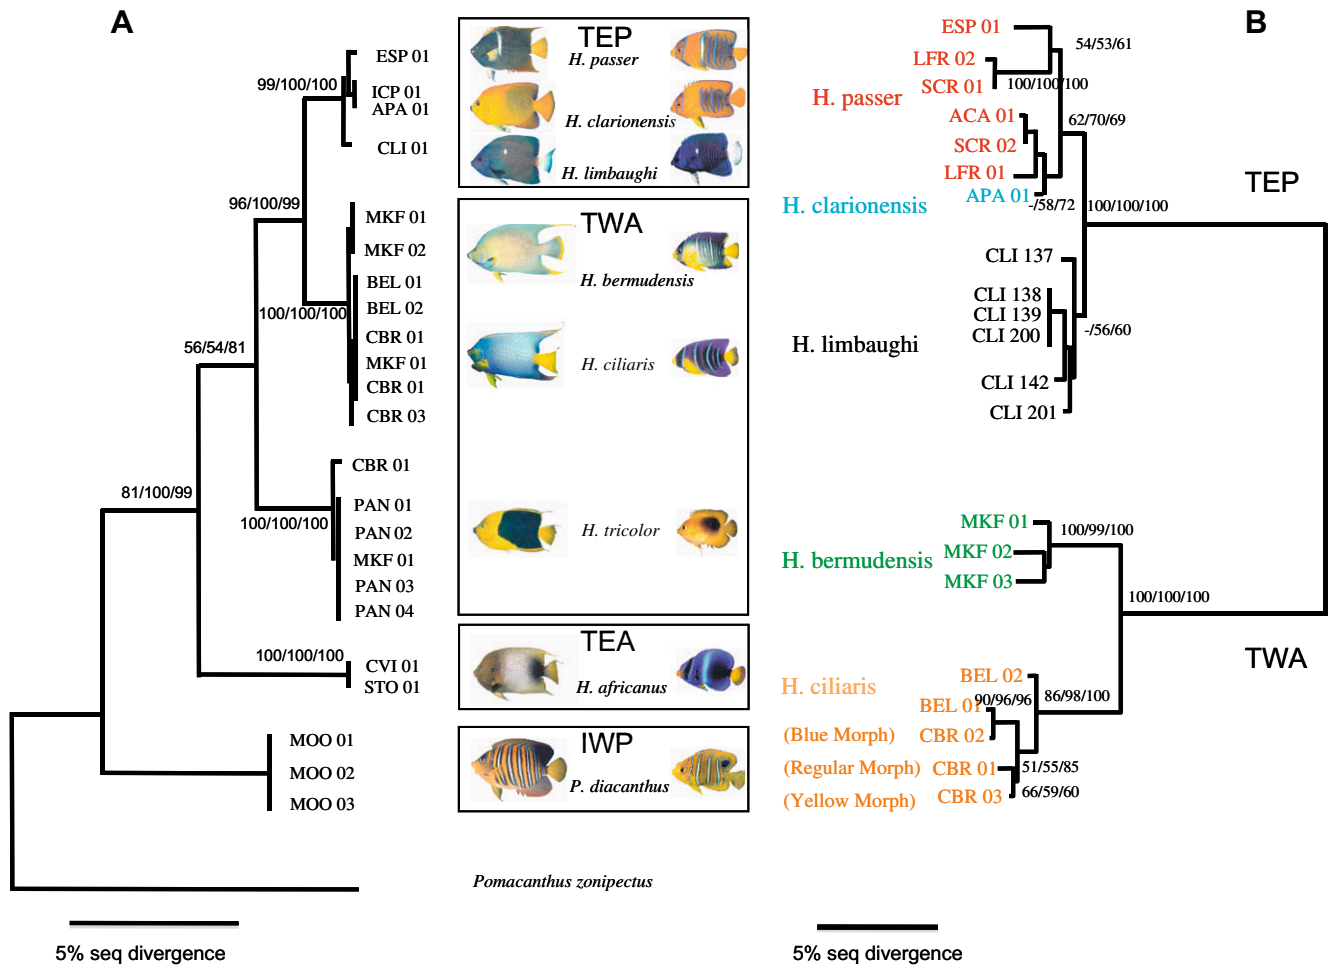 A
99/100/100
ESP 01
ICP 01
APA 01
CLI 01
96/100/99
MKF 01
MKF 02
BEL 01
BEL 02
CBR 01
MKF 01
CBR 01
CBR 03
100/100/100
56/54/81
CBR 01
PAN 01
PAN 02
MKF 01
PAN 03
PAN 04
100/100/100
81/100/99
100/100/100
CVI 01
STO 01
MOO 01
MOO 02
MOO 03
5% seq divergence
TEP
H. passer
H. clarionensis
H. limbaughi
TWA
H. bermudensis
H. ciliaris
H. tricolor
TEA
H. africanus
IWP
P. diacanthus
Pomacanthus zonipectus
B
ESP 01
54/53/61
LFR 02
SCR 01
100/100/100
H. passer
ACA 01
62/70/69
SCR 02
LFR 01
H. clarionensis
APA 01
-/58/72
100/100/100
TEP
CLI 137
CLI 138
CLI 139
CLI 200
-/56/60
H. limbaughi
CLI 142
CLI 201
MKF 01
100/99/100
H. bermudensis
MKF 02
MKF 03
100/100/100
TWA
H. ciliaris
BEL 02
90/96/96
86/98/100
BEL 01
(Blue Morph)
CBR 02
(Regular Morph)
CBR 01
51/55/85
(Yellow Morph)
CBR 03
66/59/60
5% seq divergence